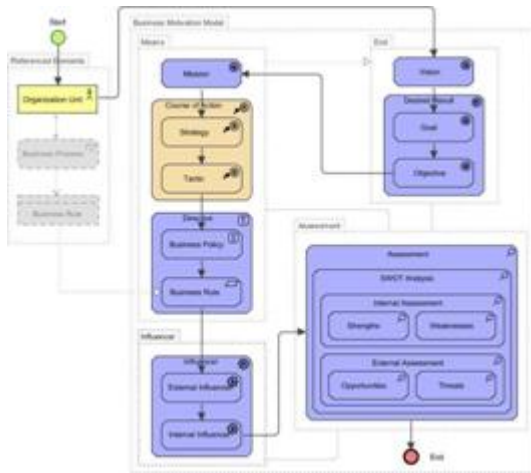 Start
Business Motivation Model
Means
End
Referenced Elements
Mission
Vision
Organisation Unit
Course of Action
Desired Result
Strategy
Goal
Business Process
Tactic
Objective
Business Rule
Directive
Business Policy
Assessment
Assessment
SWOT Analysis
Business Rule
Internal Assessment
Strengths
Weaknesses
Influencer
Influencer
External Assessment
External Influencer
Opportunities
Threats
Internal Influencer
End